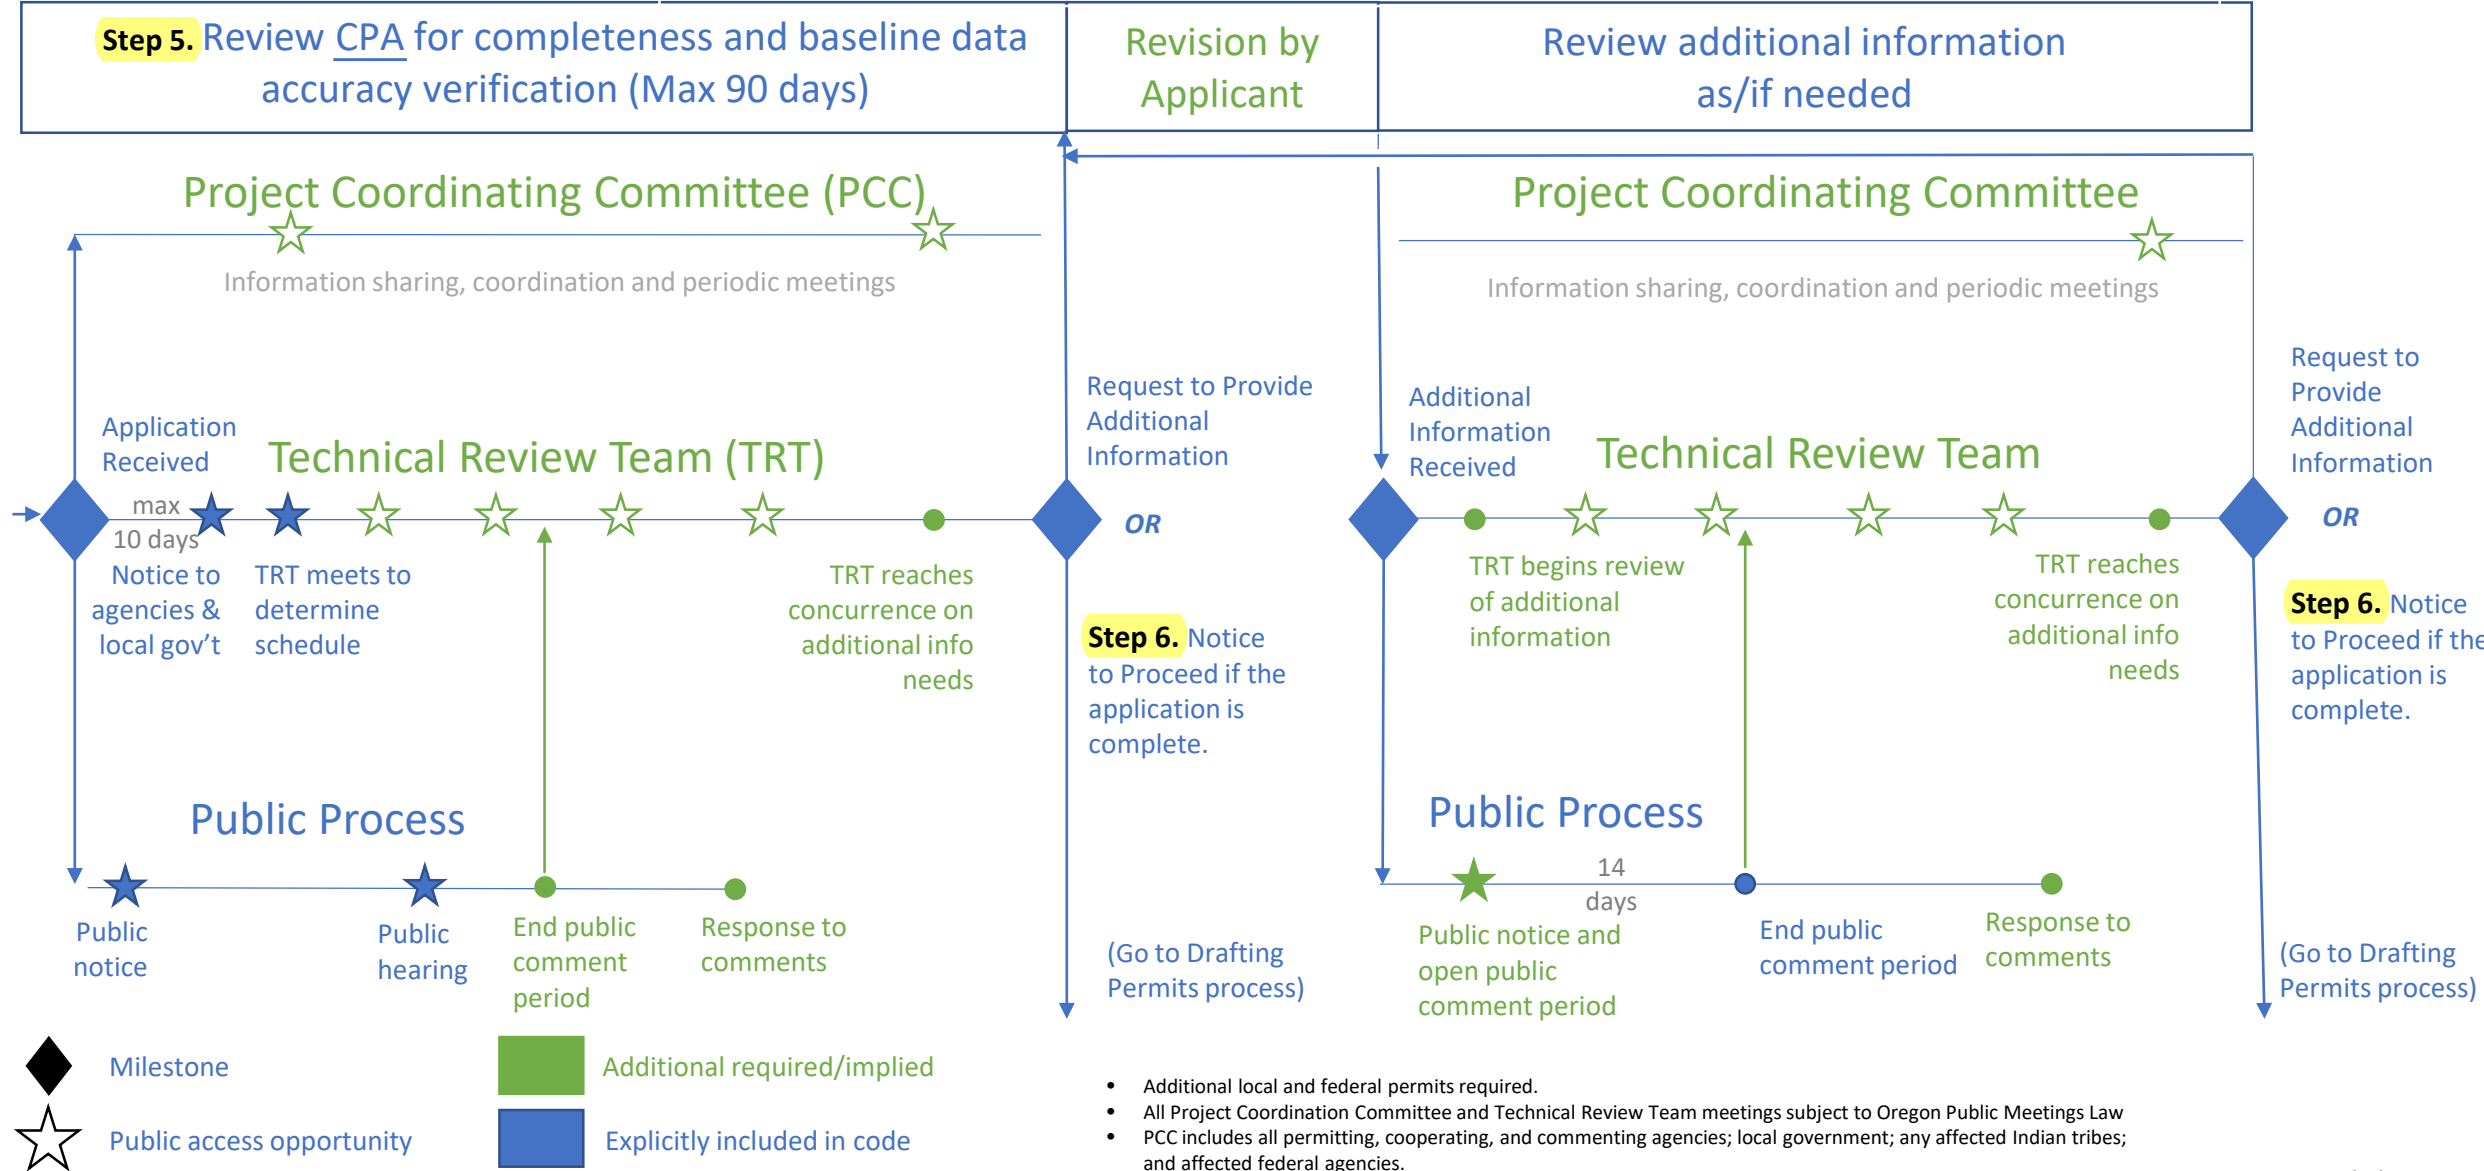 Step 5. Review CPA for completeness and baseline data
accuracy verification (Max 90 days)
Revision by
Applicant
Review additional information
as/if needed
Project Coordinating Committee (PCC)
Information sharing, coordination and periodic meetings
Application
Received
Technical Review Team (TRT)
max
10 days
Notice to
agencies &
local gov't
TRT meets to
determine
schedule
TRT reaches
concurrence on
additional info
needs
Public Process
Public
notice
Public
hearing
End public
comment
period
Response to
comments
Request to Provide
Additional
Information
OR
Step 6. Notice
to Proceed if the
application is
complete.
(Go to Drafting
Permits process)
Project Coordinating Committee
Information sharing, coordination and periodic meetings
Additional
Information
Received
Technical Review Team
TRT begins review
of additional
information
TRT reaches
concurrence on
additional info
needs
Public Process
14
days
Public notice and
open public
comment period
End public
comment period
Response to
comments
Request to
Provide
Additional
Information
OR
Step 6. Notice
to Proceed if the
application is
complete.
(Go to Drafting
Permits process)
Milestone
Public access opportunity
Additional required/implied
Explicitly included in code
• Additional local and federal permits required.
• All Project Coordination Committee and Technical Review Team meetings subject to Oregon Public Meetings Law
• PCC includes all permitting, cooperating, and commenting agencies; local government; any affected Indian tribes;
and affected federal agencies.